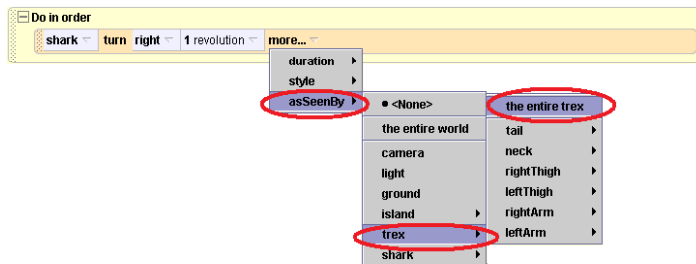 Do in order
shark turn right 1 revolution more...
duration
style
asSeenBy
<None>
the entire world
camera
light
ground
island
trex
shark
the entire trex
tail
neck
rightThigh
leftThigh
rightArm
leftArm